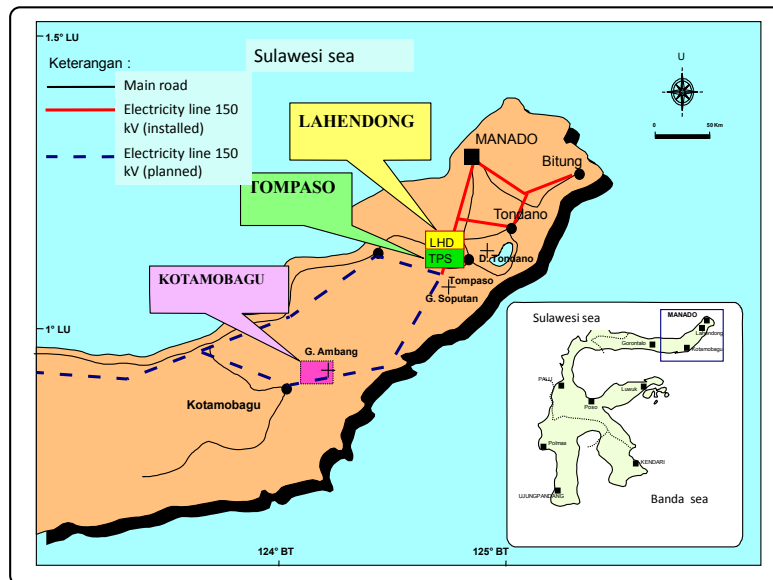 1.5° LU
Sulawesi sea
Keterangan :
Main road
Electricity line 150
kV (installed)
Electricity line 150
kV (planned)
U
0
50 Km
LAHENDONG
MANADO
Bitung
TOMPASO
Tondano
LHD
TPS
D. Tondano
Tompaso
G. Soputan
KOTAMOBAGU
1° LU
G. Ambang
Kotamobagu
124° BT
125° BT
Sulawesi sea
MANADO
Lahendong
Gorontalo
Kotamobagu
PALU
Luwuk
Poso
Polmas
KENDARI
UJUNGPANDANG
Banda sea